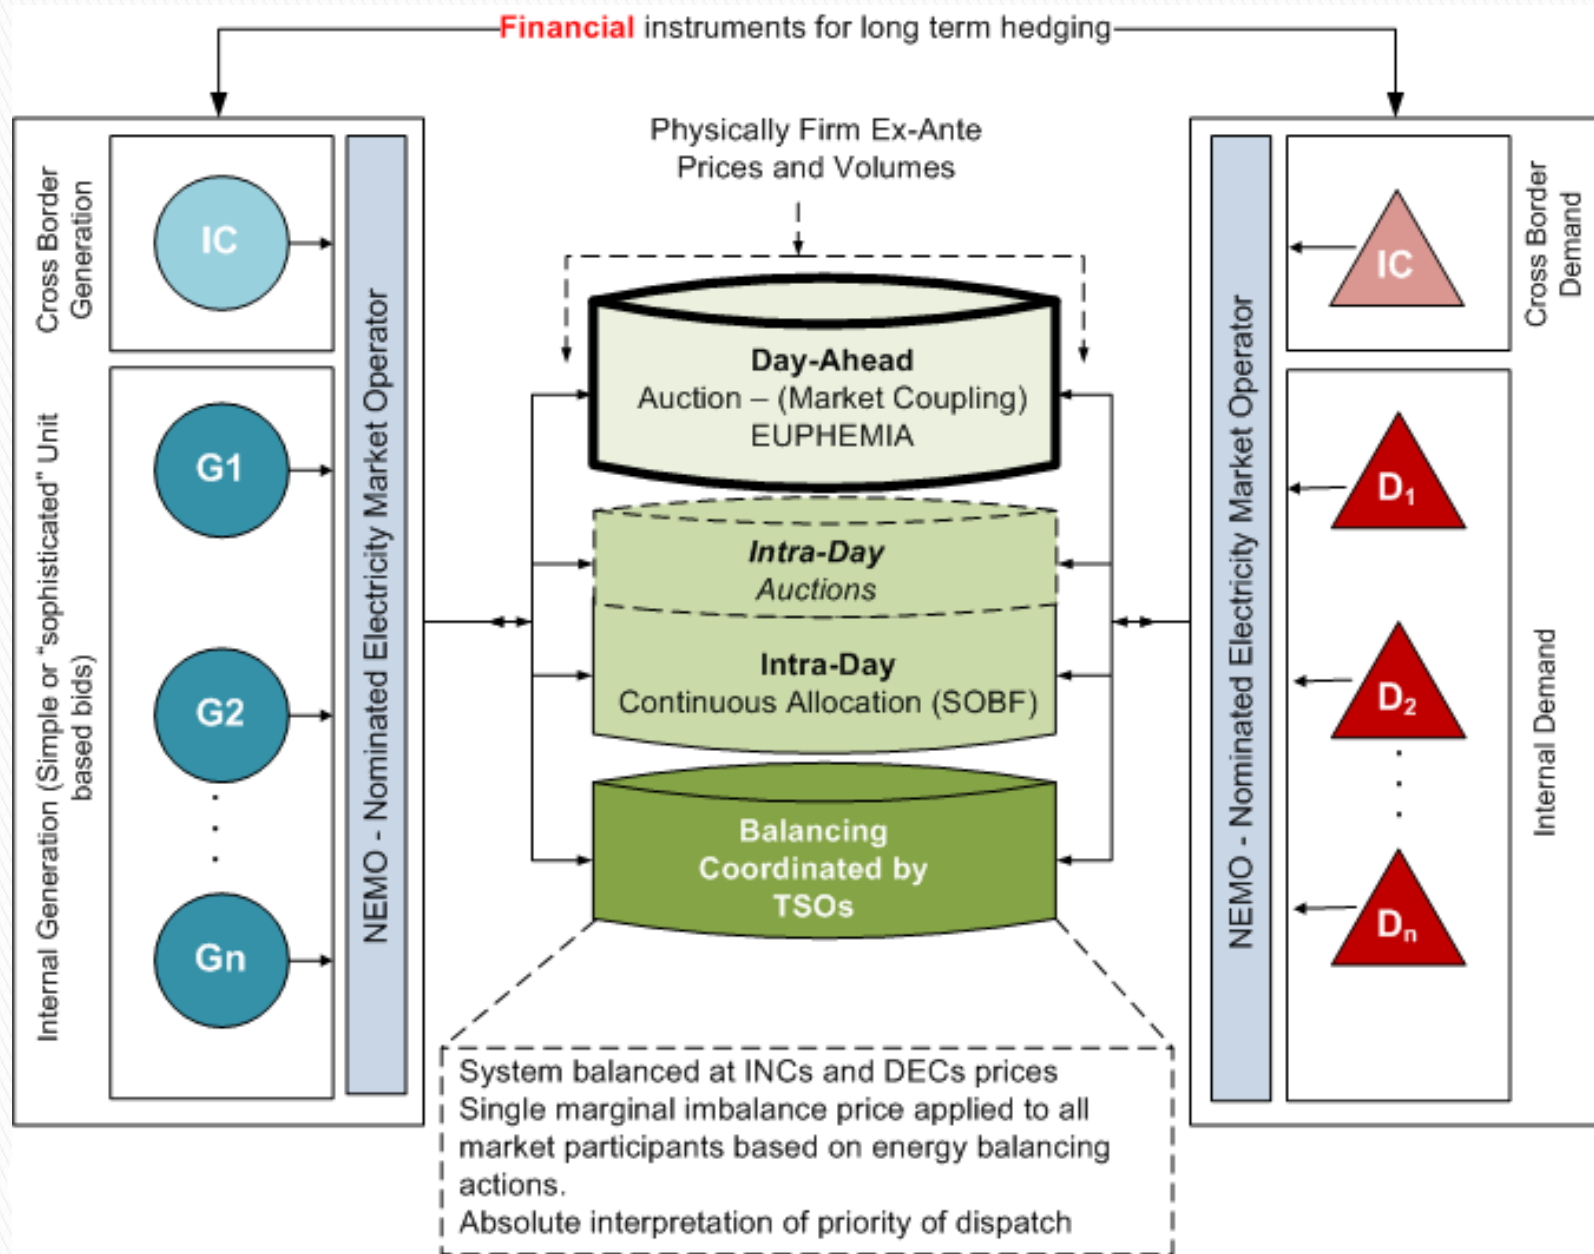 Financial instruments for long term hedging
Cross Border
Generation
IC
Internal Generation (Simple or “sophisticated" Unit
based bids)
G1
G2
Gn
NEMO - Nominated Electricity Market Operator
Physically Firm Ex-Ante
Prices and Volumes
Day-Ahead
Auction – (Market Coupling)
EUPHEMIA
Intra-Day
Auctions
Intra-Day
Continuous Allocation (SOBF)
Balancing
Coordinated by
TSOs
System balanced at INCs and DECs prices
Single marginal imbalance price applied to all
market participants based on energy balancing
actions.
Absolute interpretation of priority of dispatch
NEMO - Nominated Electricity Market Operator
IC
Cross Border
Demand
D1
D2
Dn
Internal Demand